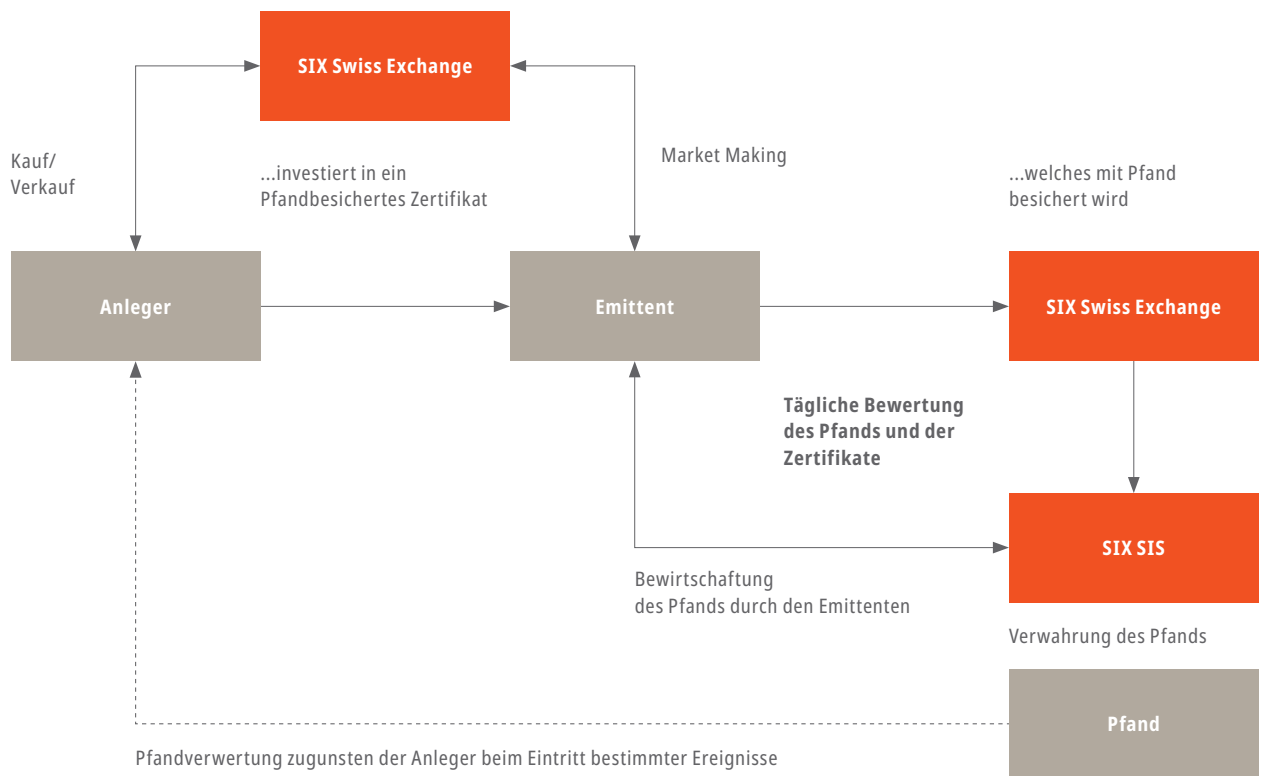 SIX Swiss Exchange
Kauf/
Verkauf
...investiert in ein
Pfandbesichertes Zertifikat
Market Making
...welches mit Pfand
besichert wird
Anleger
Emittent
SIX Swiss Exchange
Tägliche Bewertung
des Pfands und der
Zertifikate
SIX SIS
Bewirtschaftung
des Pfands durch den Emittenten
Verwahrung des Pfands
Pfand
Pfandverwertung zugunsten der Anleger beim Eintritt bestimmter Ereignisse